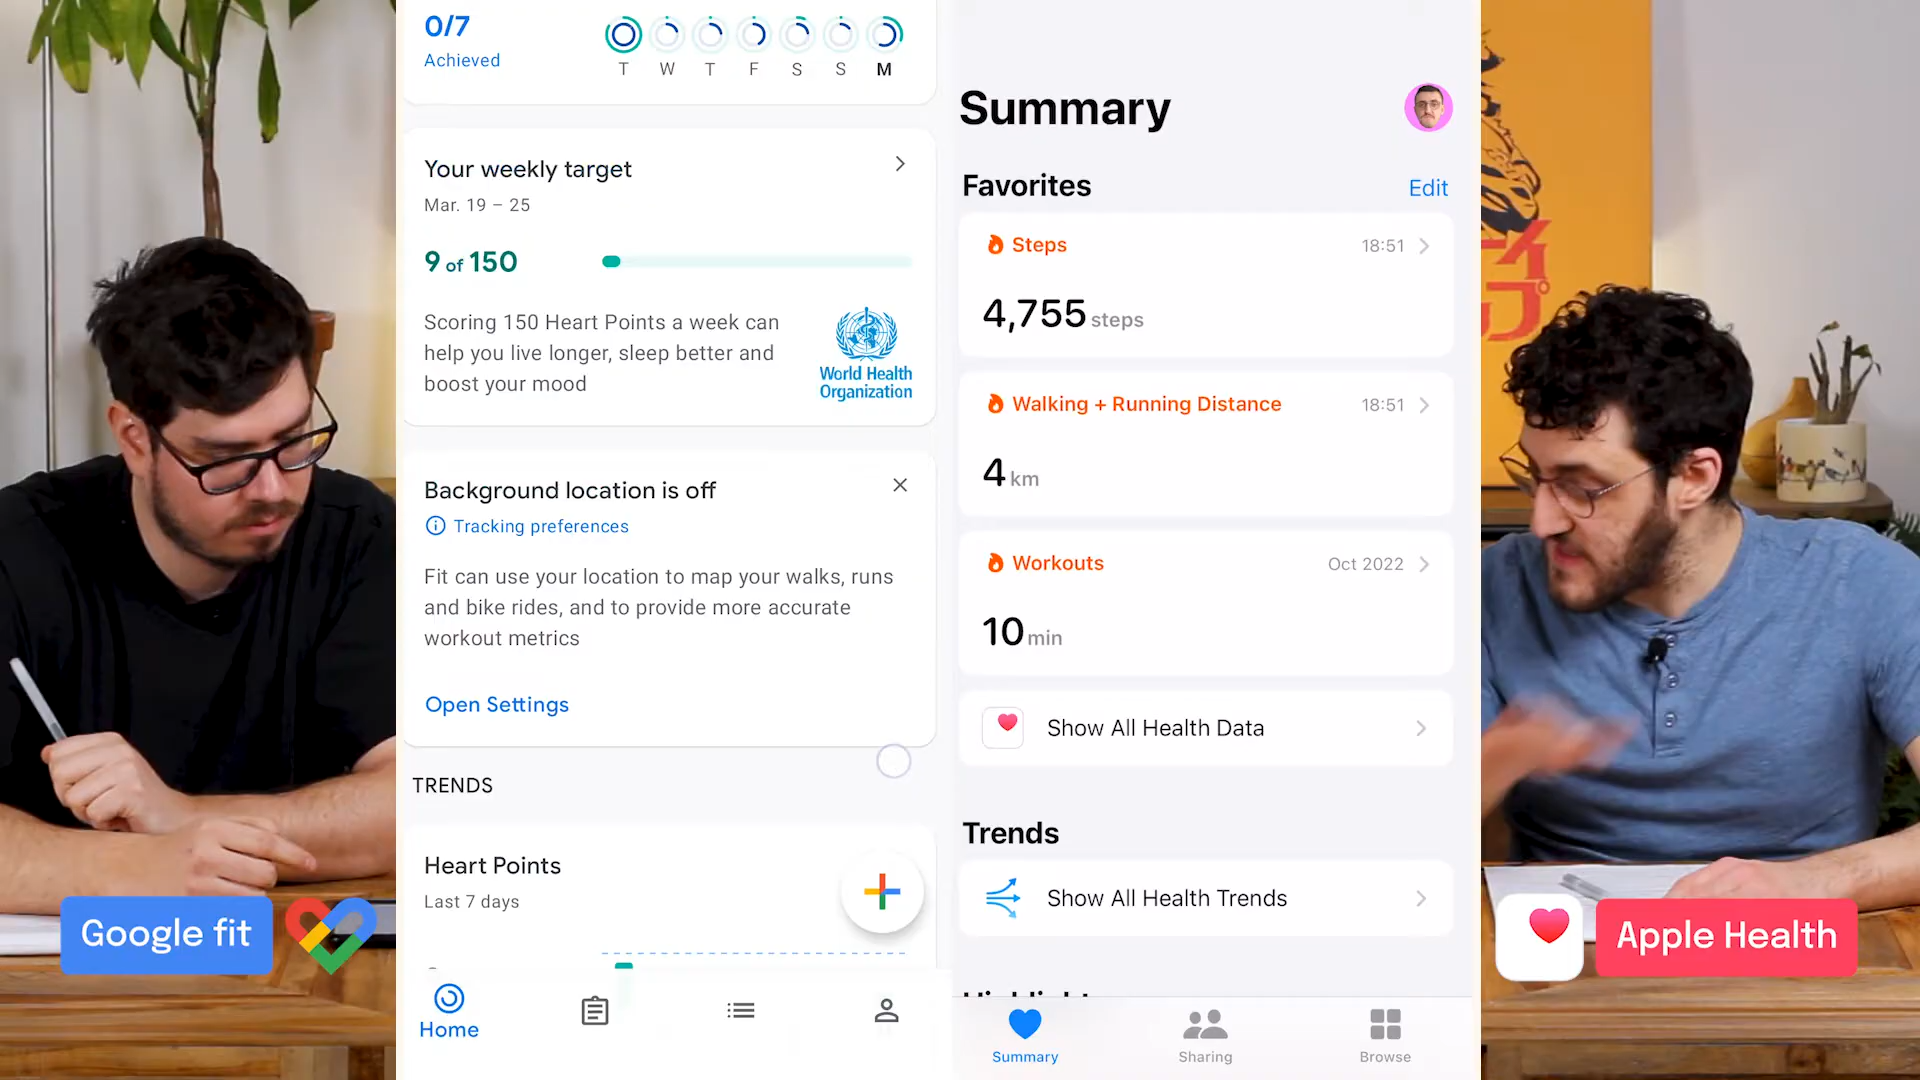 0/7
Achieved
T W T F S S M
Your weekly target
Mar. 19 – 25
9 of 150
Scoring 150 Heart Points a week can
help you live longer, sleep better and
boost your mood
World Health
Organization
Background location is off
Tracking preferences
Fit can use your location to map your walks, runs
and bike rides, and to provide more accurate
workout metrics
Open Settings
TRENDS
Heart Points
Last 7 days
Home
Google fit
Summary
Favorites
Edit
Steps
18:51
4,755 steps
Walking + Running Distance
18:51
4 km
Workouts
Oct 2022
10 min
Show All Health Data
Trends
Show All Health Trends
Summary
Sharing
Browse
Apple Health